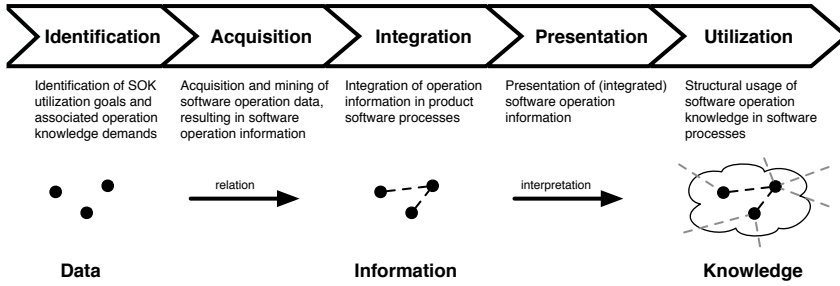 Identification
Acquisition
Integration
Presentation
Utilization
Identification of SOK
utilization goals and
associated operation
knowledge demands
Acquisition and mining of
software operation data,
resulting in software
operation information
Integration of operation
information in product
software processes
Presentation of (integrated)
software operation
information
Structural usage of
software operation
knowledge in software
processes
relation
interpretation
Data
Information
Knowledge